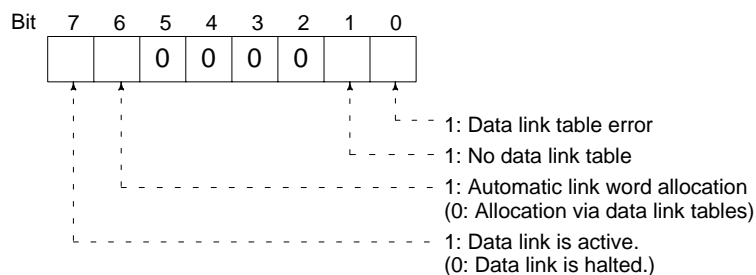 Bit 7 6 5 4 3 2 1 0
0 0 0 0
1: Data link table error
1: No data link table
1: Automatic link word allocation
(0: Allocation via data link tables)
1: Data link is active.
(0: Data link is halted.)